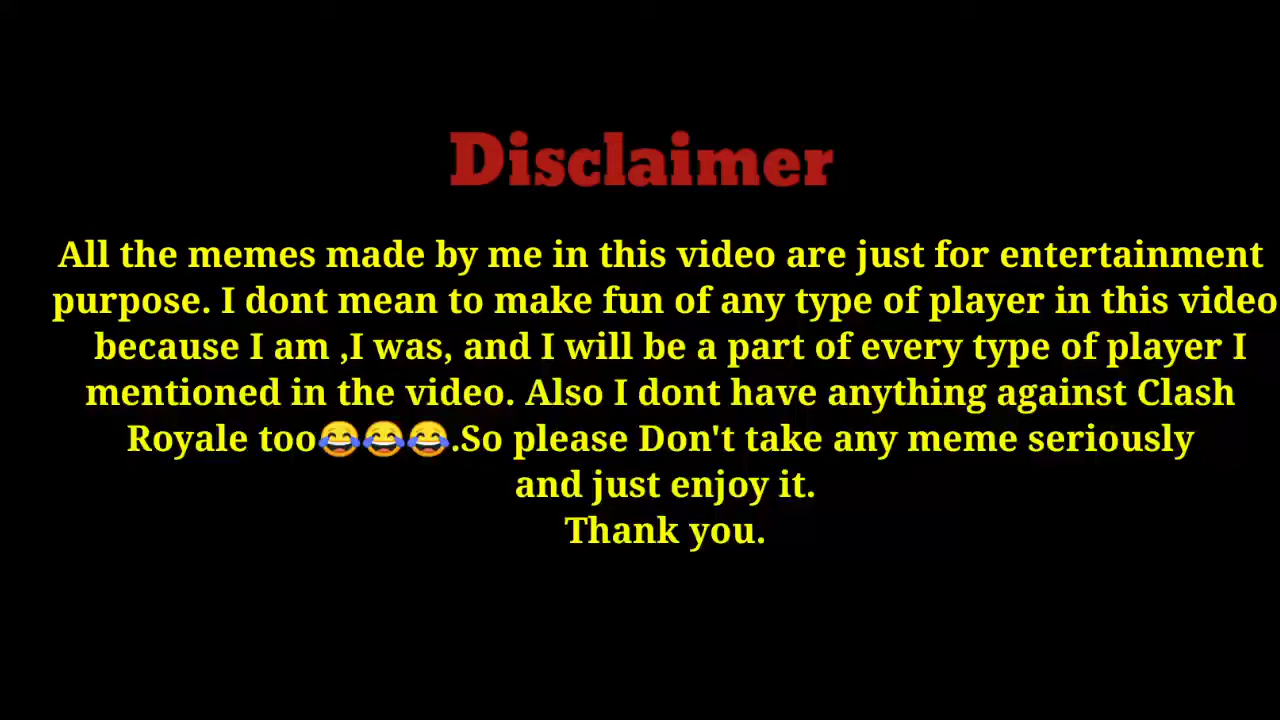 Disclaimer
All the memes made by me in this video are just for entertainment
purpose. I dont mean to make fun of any type of player in this video
because I am ,I was, and I will be a part of every type of player I
mentioned in the video. Also I dont have anything against Clash
Royale too😂😂😂.So please Don't take any meme seriously
and just enjoy it.
Thank you.